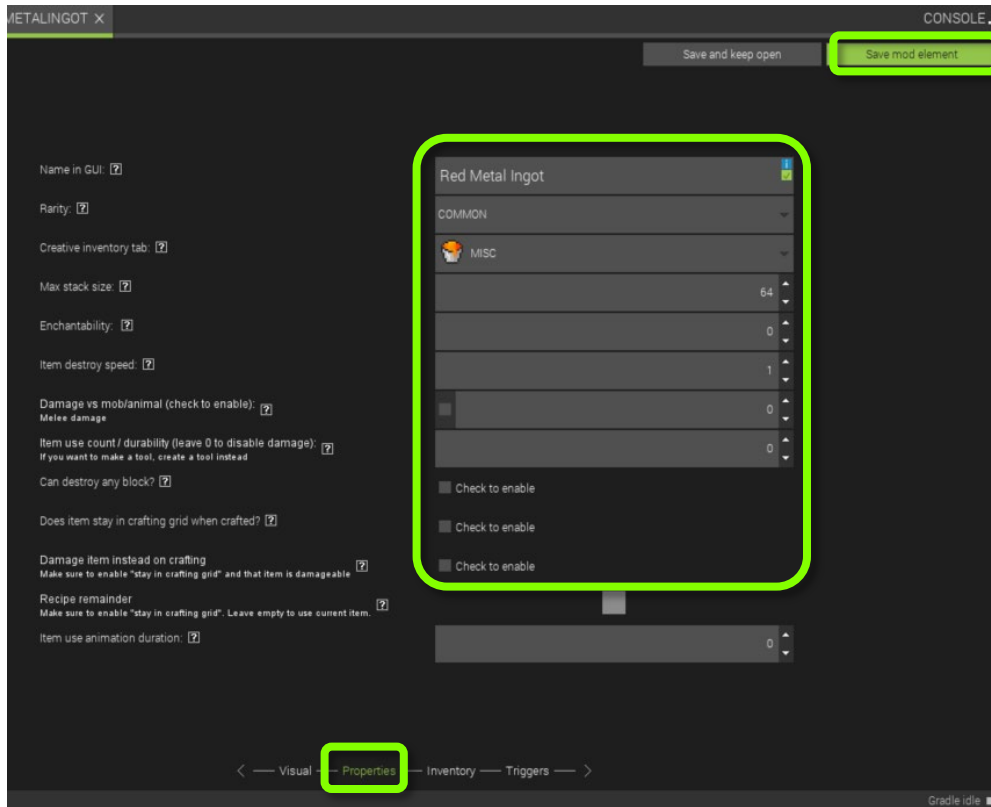 METALINGOT X
CONSOLE
Save and keep open
Save mod element
Name in GUI: [?]
Red Metal Ingot
Rarity: [?]
COMMON
Creative inventory tab: [?]
MISC
Max stack size: [?]
64
Enchantability: [?]
0
Item destroy speed: [?]
1
Damage vs mob/animal (check to enable): [?]
Melee damage
0
Item use count / durability (leave 0 to disable damage): [?]
If you want to make a tool, create a tool instead
0
Can destroy any block? [?]
Check to enable
Does item stay in crafting grid when crafted? [?]
Check to enable
Damage item instead on crafting [?]
Make sure to enable "stay in crafting grid" and that item is damageable
Check to enable
Recipe remainder [?]
Make sure to enable "stay in crafting grid". Leave empty to use current item.
Item use animation duration: [?]
0
< — Visual — Properties — Inventory — Triggers — >
Gradle idle